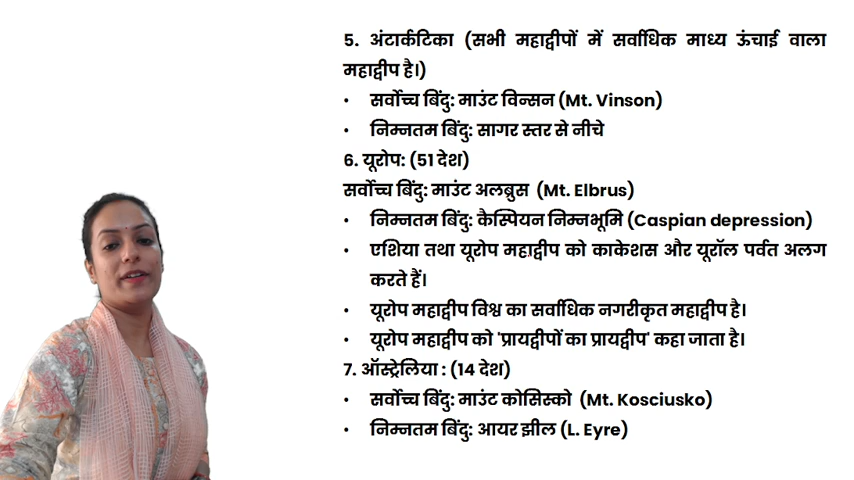 5. अंटार्कटिका (सभी महाद्वीपों में सर्वाधिक माध्य ऊंचाई वाला
महाद्वीप है।)
• सर्वोच्च बिंदु: माउंट विन्सन (Mt. Vinson)
• निम्नतम बिंदु: सागर स्तर से नीचे
6. यूरोप: (51 देश)
सर्वोच्च बिंदु: माउंट अलब्रुस (Mt. Elbrus)
• निम्नतम बिंदु: कैस्पियन निम्नभूमि (Caspian depression)
• एशिया तथा यूरोप महाद्वीप को काकेशस और यूरॉल पर्वत अलग
करते हैं।
• यूरोप महाद्वीप विश्व का सर्वाधिक नगरीकृत महाद्वीप है।
• यूरोप महाद्वीप को 'प्रायद्वीपों का प्रायद्वीप' कहा जाता है।
7. ऑस्ट्रेलिया : (14 देश)
• सर्वोच्च बिंदु: माउंट कोसिस्को (Mt. Kosciusko)
• निम्नतम बिंदु: आयर झील (L. Eyre)